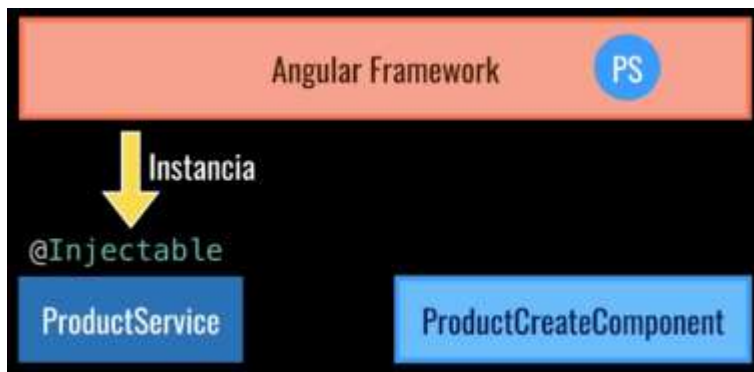 Angular Framework
PS
Instancia
@Injectable
ProductService
ProductCreateComponent